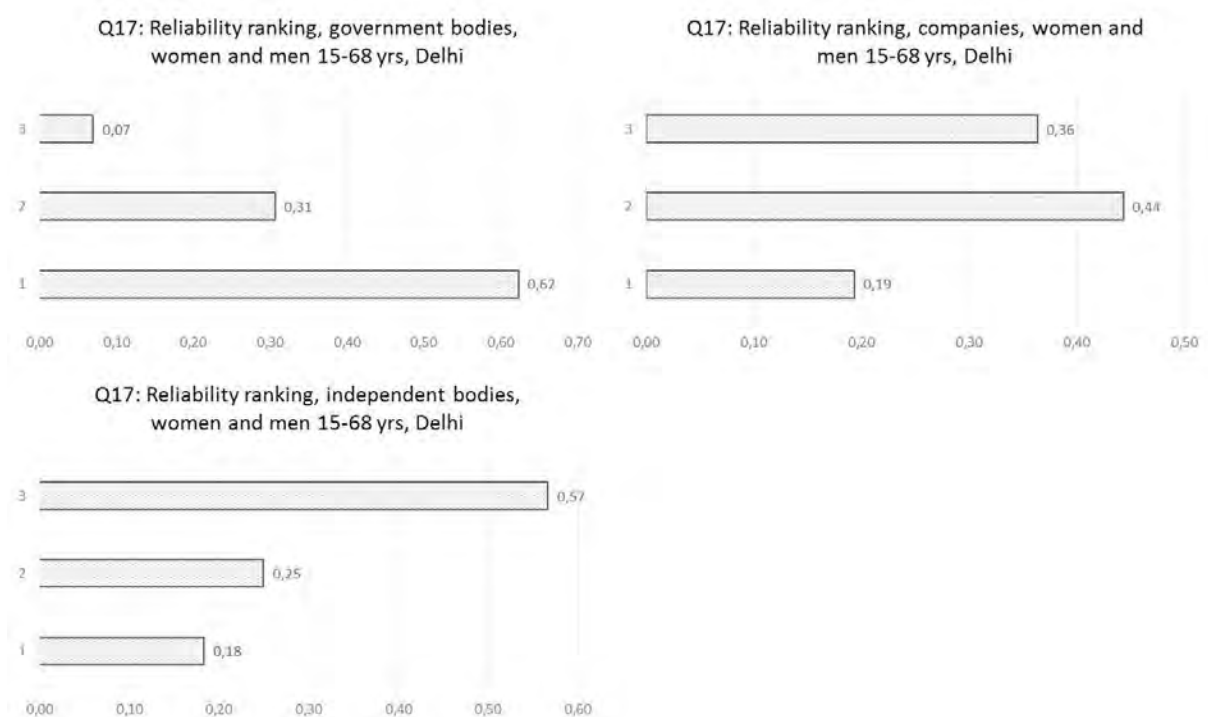 Q17: Reliability ranking, government bodies,
women and men 15-68 yrs, Delhi
3
0,07
2
0,31
1
0,62
0,00 0,10 0,20 0,30 0,40 0,50 0,60 0,70
Q17: Reliability ranking, companies, women and
men 15-68 yrs, Delhi
3
0,36
2
0,44
1
0,19
0,00 0,10 0,20 0,30 0,40 0,50
Q17: Reliability ranking, independent bodies,
women and men 15-68 yrs, Delhi
3
0,57
2
0,25
1
0,18
0,00 0,10 0,20 0,30 0,40 0,50 0,60